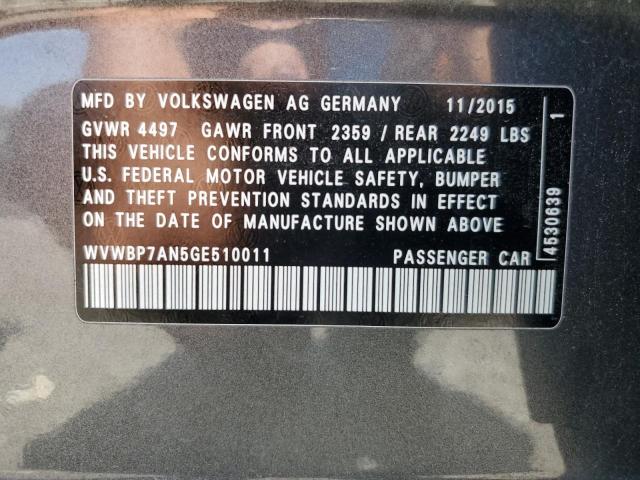 MFD BY VOLKSWAGEN AG GERMANY 11/2015
GVWR 4497 GAWR FRONT 2359 / REAR 2249 LBS
THIS VEHICLE CONFORMS TO ALL APPLICABLE
U.S. FEDERAL MOTOR VEHICLE SAFETY, BUMPER
AND THEFT PREVENTION STANDARDS IN EFFECT
ON THE DATE OF MANUFACTURE SHOWN ABOVE
WVWBP7AN5GE510011 PASSENGER CAR
4530639 1